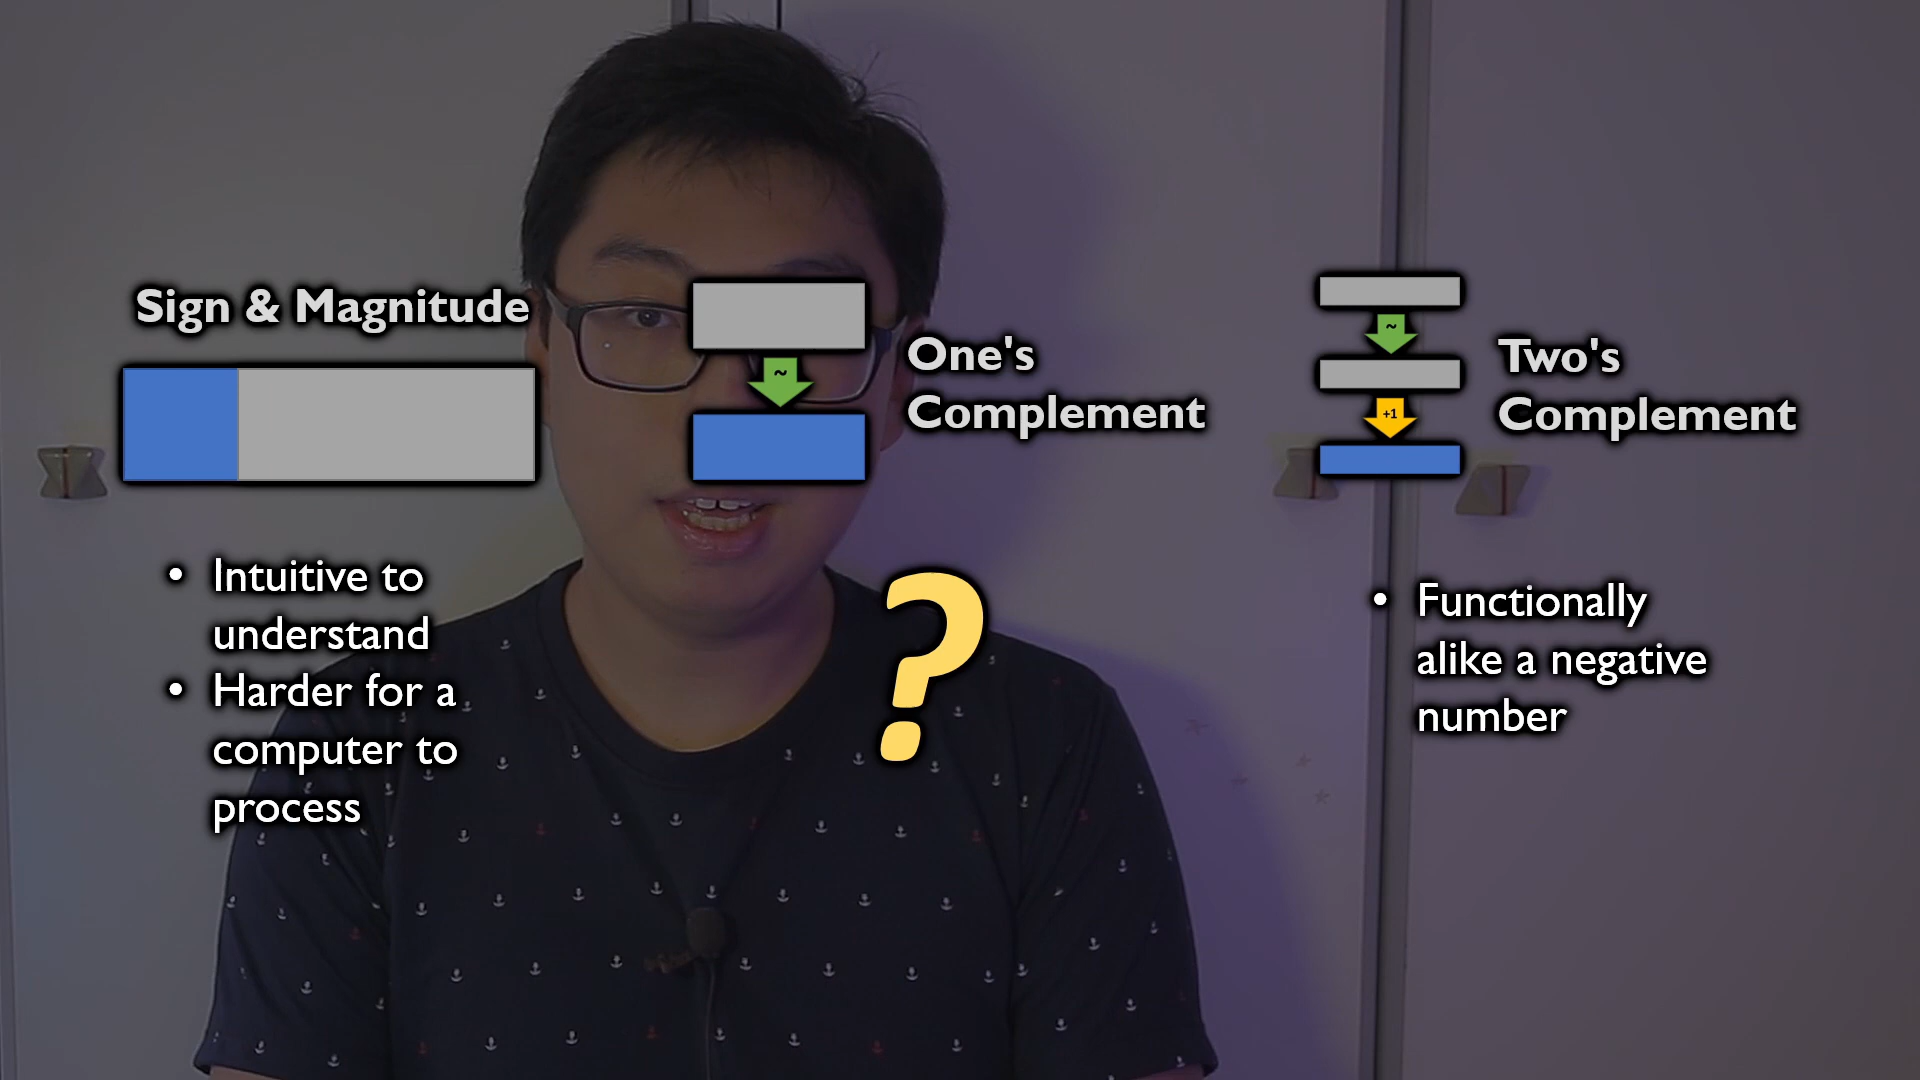 Sign & Magnitude
• Intuitive to
understand
• Harder for a
computer to
process
~
One's
Complement
?
~
+1
Two's
Complement
• Functionally
alike a negative
number